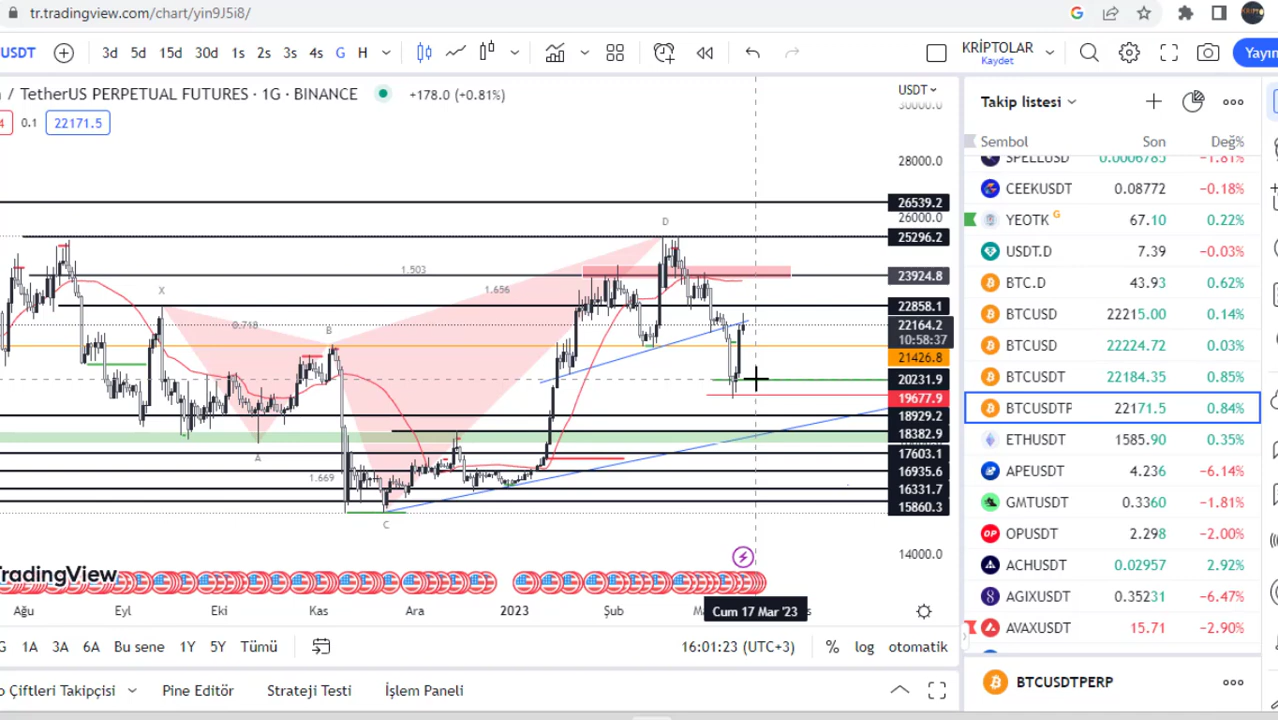 tr.tradingview.com/chart/yin9J5i8/
USDT 3d 5d 15d 30d 1s 2s 3s 4s G H KRİPTOLAR Kaydet Yayın
/ TetherUS PERPETUAL FUTURES · 1G · BINANCE +178.0 (+0.81%)
4 0.1 22171.5
USDT
30000.0
28000.0
26539.2
26000.0
25296.2
23924.8
22858.1
22164.2
10:58:37
21426.8
20231.9
19677.9
18929.2
18382.9
17603.1
16935.6
16331.7
15860.3
14000.0
D
1.503
X
1.656
0.718
B
A
1.669
C
TradingView
Ağu Eyl Eki Kas Ara 2023 Şub Ma Cum 17 Mar '23 s
G 1A 3A 6A Bu sene 1Y 5Y Tümü 16:01:23 (UTC+3) % log otomatik
o Çiftleri Takipçisi Pine Editör Strateji Testi İşlem Paneli
Takip listesi
Sembol Son Değ%
SPELLUSD 0.0006785 −1.81%
CEEKUSDT 0.08772 −0.18%
YEOTK G 67.10 0.22%
USDT.D 7.39 −0.03%
BTC.D 43.93 0.62%
BTCUSD 22215.00 0.14%
BTCUSD 22224.72 0.03%
BTCUSDT 22184.35 0.85%
BTCUSDTP 22171.5 0.84%
ETHUSDT 1585.90 0.35%
APEUSDT 4.236 −6.14%
GMTUSDT 0.3360 −1.81%
OPUSDT 2.298 −2.00%
ACHUSDT 0.02957 2.92%
AGIXUSDT 0.35231 −6.47%
AVAXUSDT 15.71 −2.90%
BTCUSDTPERP